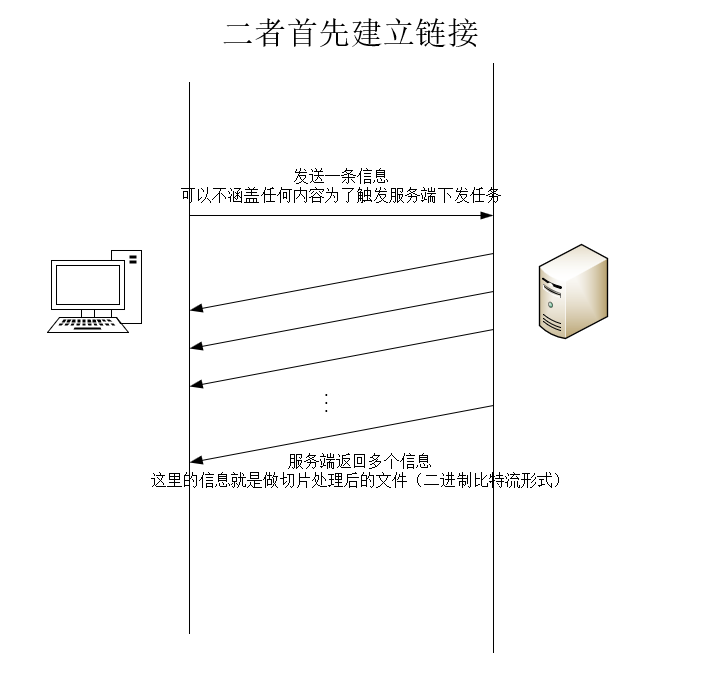 二者首先建立链接
发送一条信息
可以不涵盖任何内容为了触发服务端下发任务
⋮
服务端返回多个信息
这里的信息就是做切片处理后的文件（二进制比特流形式）